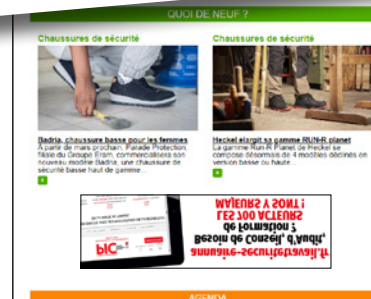 QUOI DE NEUF ?
Chaussures de sécurité
Badria, chaussure basse pour les femmes
A partir de mars prochain, Parade Protection,
filiale du Groupe Eram, commercialisera son
nouveau modèle Badria, une chaussure de
sécurité basse haut de gamme...
Chaussures de sécurité
Heckel élargit sa gamme RUN-R planet
La gamme Run-R Planet de Heckel se
compose désormais de 4 modèles déclinés en
version basse ou haute...
annuaire-securitetravail.fr
Besoin de Conseil, d'Audit,
de Formation ?
LES 700 ACTEURS
MAJEURS Y SONT !
PIC
AGENDA